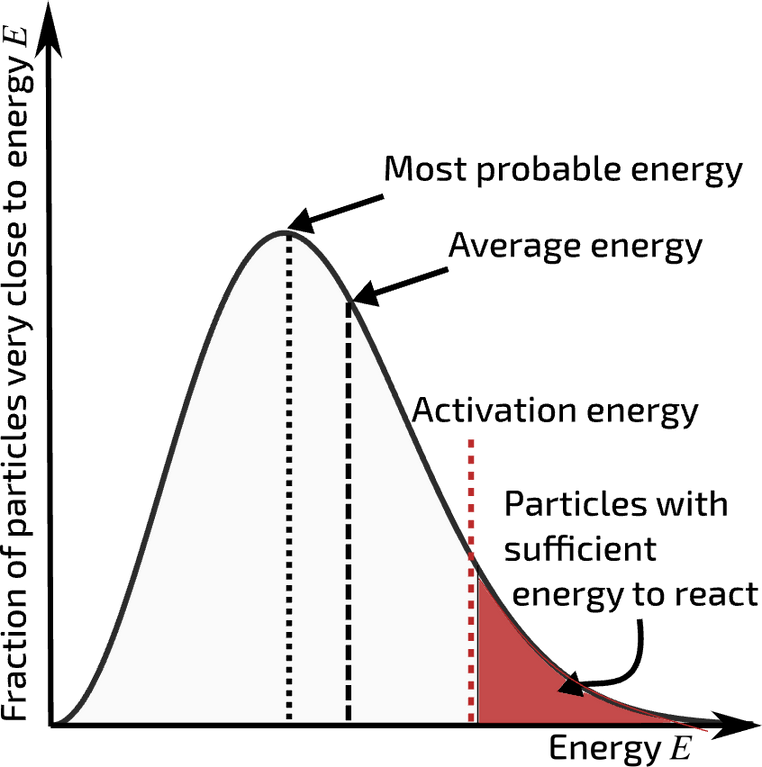 Fraction of particles very close to energy E
Most probable energy
Average energy
Activation energy
Particles with
sufficient
energy to react
Energy E